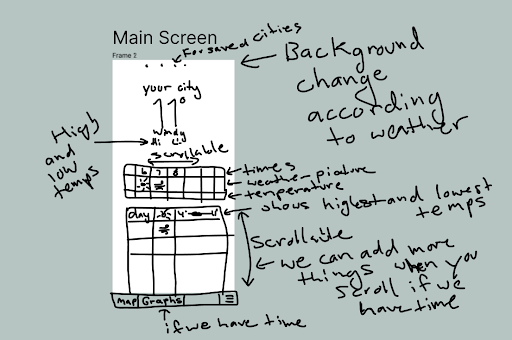 Main Screen
Frame 2
For saved cities
Background
change
according
to weather
your city
11°
windy
Hi Lo
High
and
low
temps
scrollable
6 7 8
times
weather picture
temperature
shows highest and lowest
temps
day 4° 11°
Scrollable
we can add more
things when you
scroll if we
have time
Map Graphs
if we have time